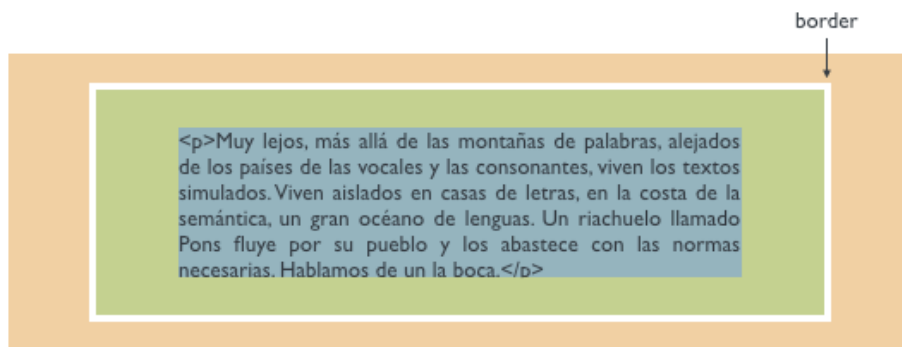 border
<p>Muy lejos, más allá de las montañas de palabras, alejados
de los países de las vocales y las consonantes, viven los textos
simulados. Viven aislados en casas de letras, en la costa de la
semántica, un gran océano de lenguas. Un riachuelo llamado
Pons fluye por su pueblo y los abastece con las normas
necesarias. Hablamos de un la boca.</p>